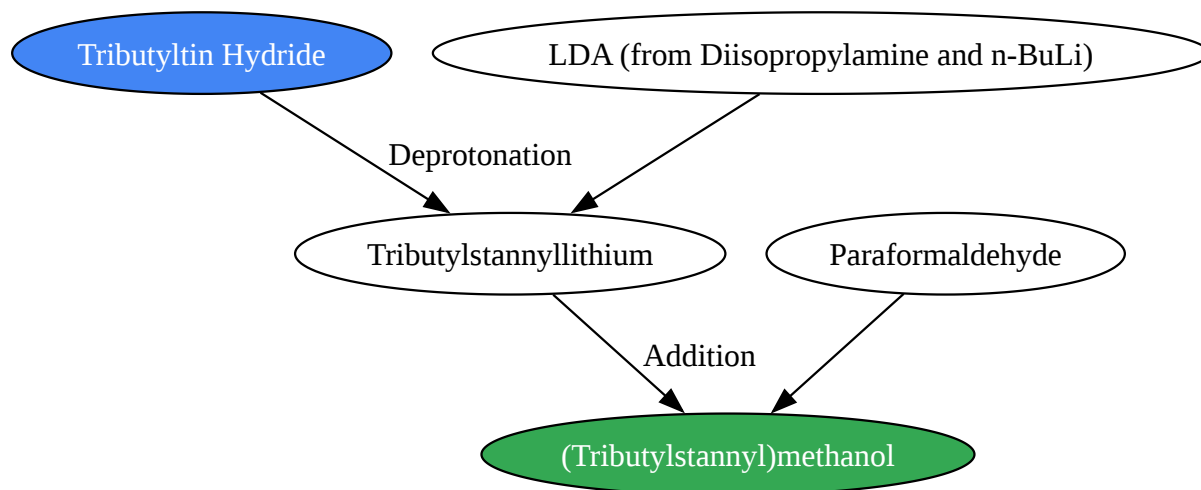 Tributyltin Hydride
LDA (from Diisopropylamine and n-BuLi)
Deprotonation
Tributylstannyllithium
Paraformaldehyde
Addition
(Tributylstannyl)methanol